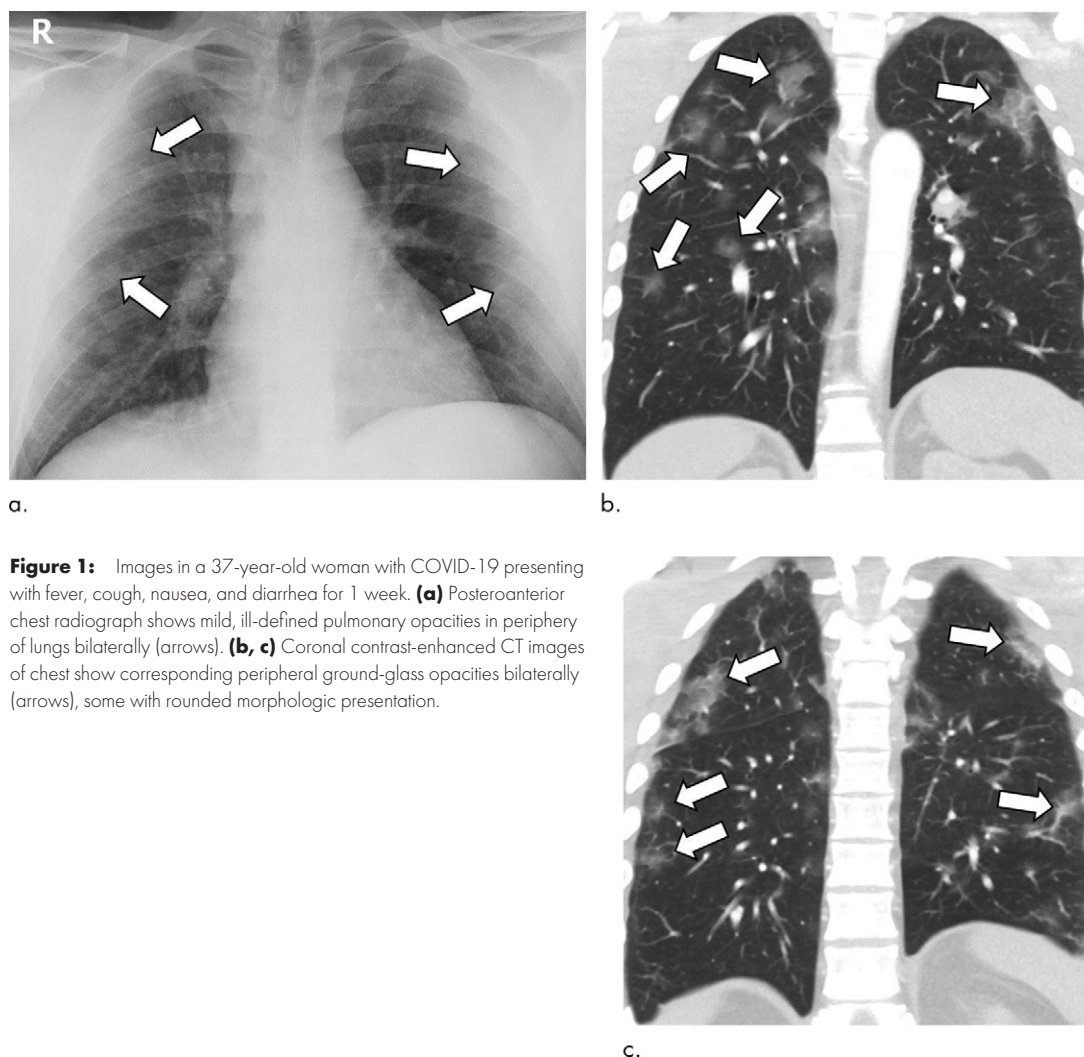 R
a.
b.
Figure 1: Images in a 37-year-old woman with COVID-19 presenting
with fever, cough, nausea, and diarrhea for 1 week. (a) Posteroanterior
chest radiograph shows mild, ill-defined pulmonary opacities in periphery
of lungs bilaterally (arrows). (b, c) Coronal contrast-enhanced CT images
of chest show corresponding peripheral ground-glass opacities bilaterally
(arrows), some with rounded morphologic presentation.
c.